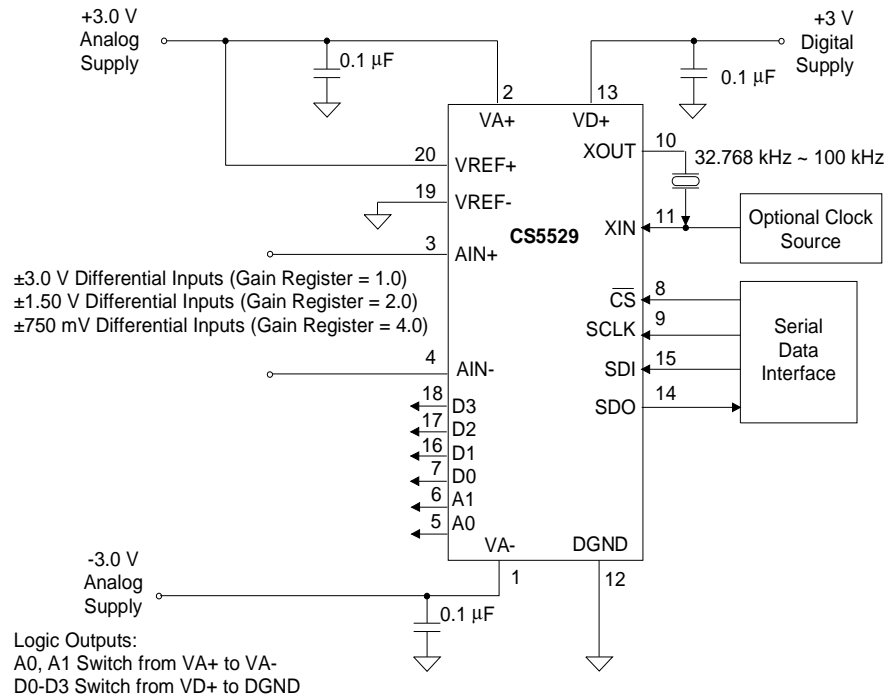 +3.0 V
Analog
Supply
0.1 μF
+3 V
Digital
Supply
0.1 μF
2
13
VA+
VD+
XOUT
10
32.768 kHz ~ 100 kHz
20
VREF+
19
VREF-
CS5529
XIN
11
Optional Clock
Source
3
AIN+
±3.0 V Differential Inputs (Gain Register = 1.0)
±1.50 V Differential Inputs (Gain Register = 2.0)
±750 mV Differential Inputs (Gain Register = 4.0)
CS
8
SCLK
9
SDI
15
SDO
14
Serial
Data
Interface
4
AIN-
18
D3
17
D2
16
D1
7
D0
6
A1
5
A0
VA-
DGND
1
12
-3.0 V
Analog
Supply
0.1 μF
Logic Outputs:
A0, A1 Switch from VA+ to VA-
D0-D3 Switch from VD+ to DGND